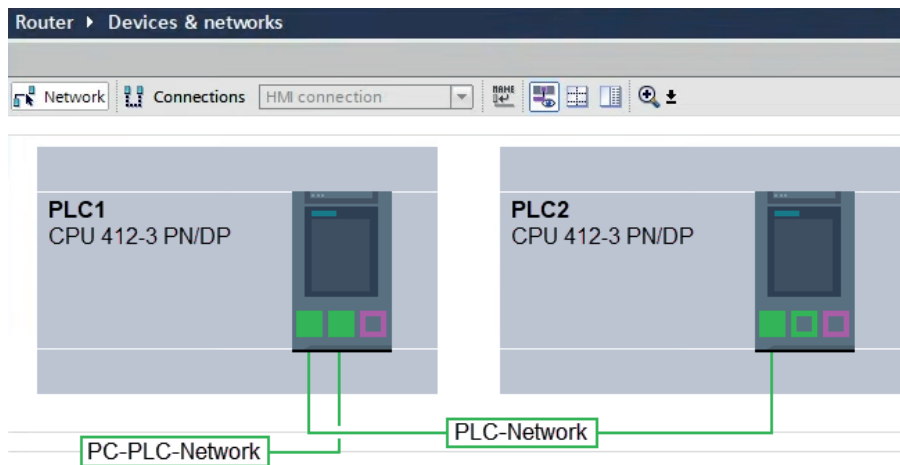 Router ▸ Devices & networks
Network Connections HMI connection
NAME
PLC1
CPU 412-3 PN/DP
PLC2
CPU 412-3 PN/DP
PLC-Network
PC-PLC-Network